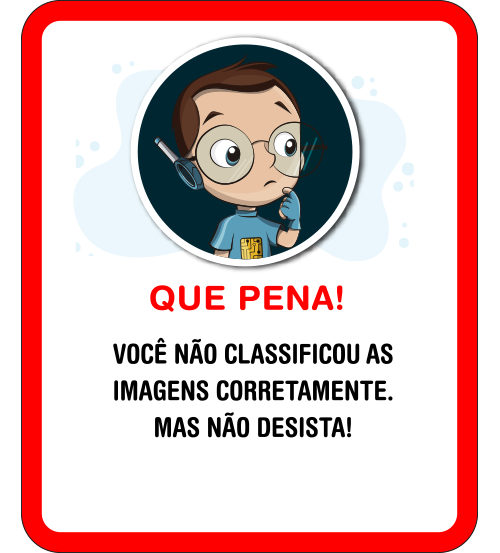 QUE PENA!
VOCÊ NÃO CLASSIFICOU AS
IMAGENS CORRETAMENTE.
MAS NÃO DESISTA!